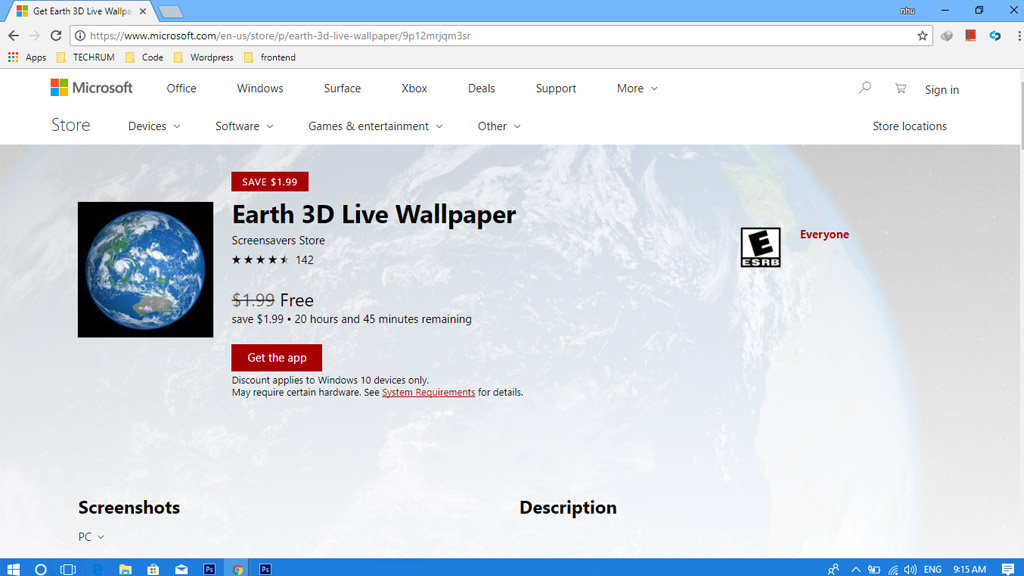 Get Earth 3D Live Wallpa
nhu
https://www.microsoft.com/en-us/store/p/earth-3d-live-wallpaper/9p12mrjqm3sr
Apps TECHRUM Code Wordpress frontend
Microsoft Office Windows Surface Xbox Deals Support More Sign in
Store Devices Software Games & entertainment Other Store locations
SAVE $1.99
Earth 3D Live Wallpaper
Screensavers Store
142
E
ESRB
Everyone
$1.99 Free
save $1.99 • 20 hours and 45 minutes remaining
Get the app
Discount applies to Windows 10 devices only.
May require certain hardware. See System Requirements for details.
Screenshots
Description
PC
Ps Ps ENG 9:15 AM